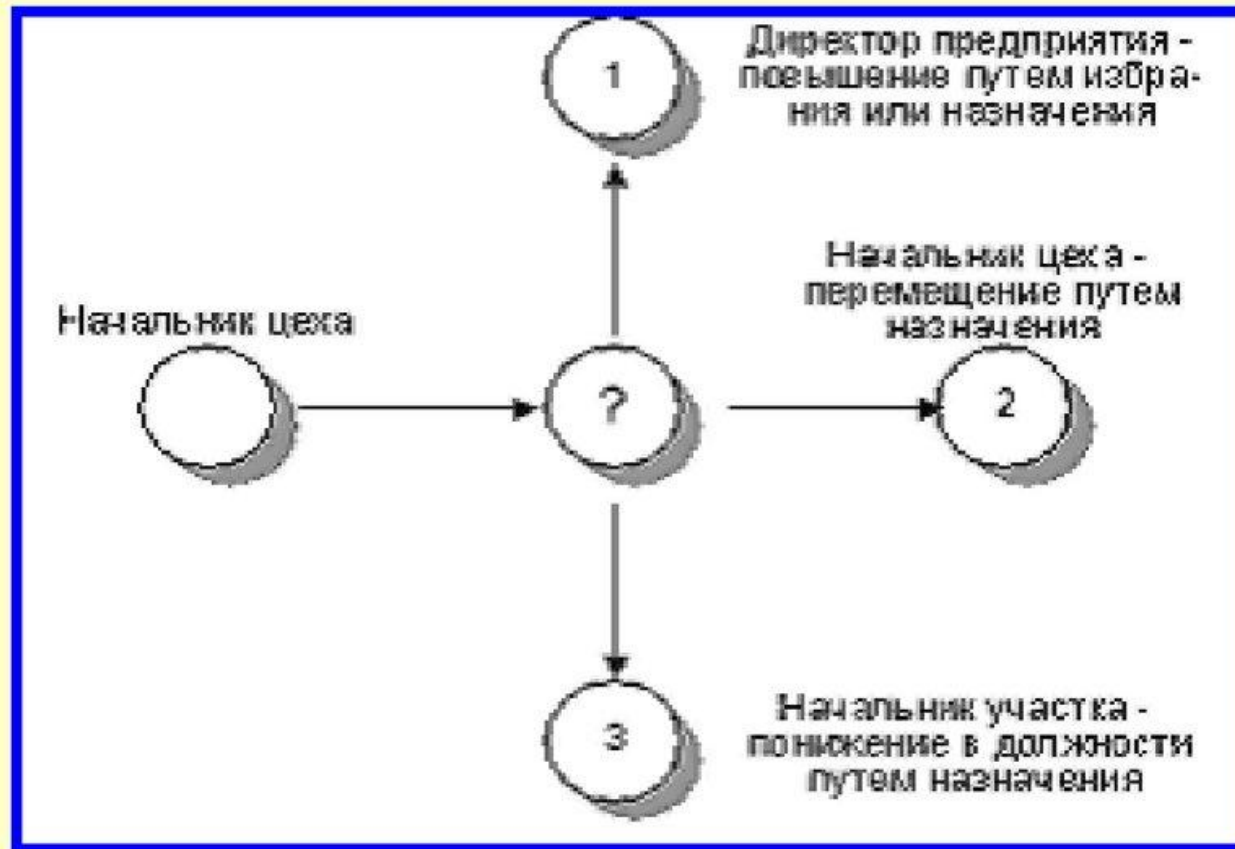 1
Директор предприятия -
повышение путем избра-
ния или назначения
Начальник цеха
?
Начальник цеха -
перемещение путем
назначения
2
3
Начальник участка -
понижение в должности
путем назначения